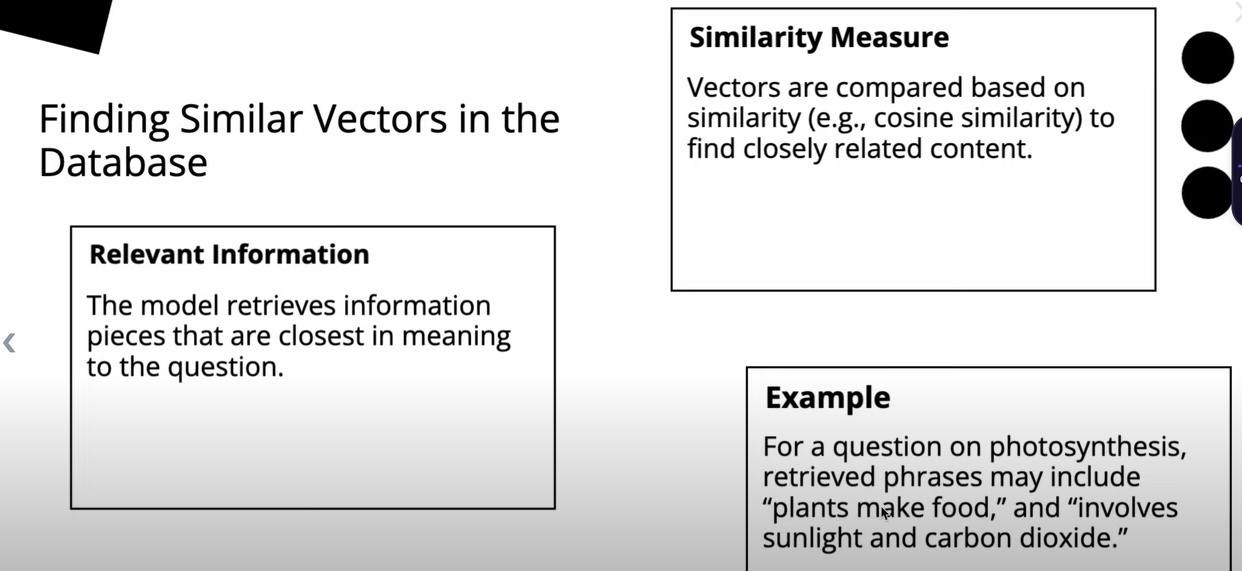 Finding Similar Vectors in the
Database
Relevant Information
The model retrieves information
pieces that are closest in meaning
to the question.
Similarity Measure
Vectors are compared based on
similarity (e.g., cosine similarity) to
find closely related content.
Example
For a question on photosynthesis,
retrieved phrases may include
“plants make food,” and “involves
sunlight and carbon dioxide.”